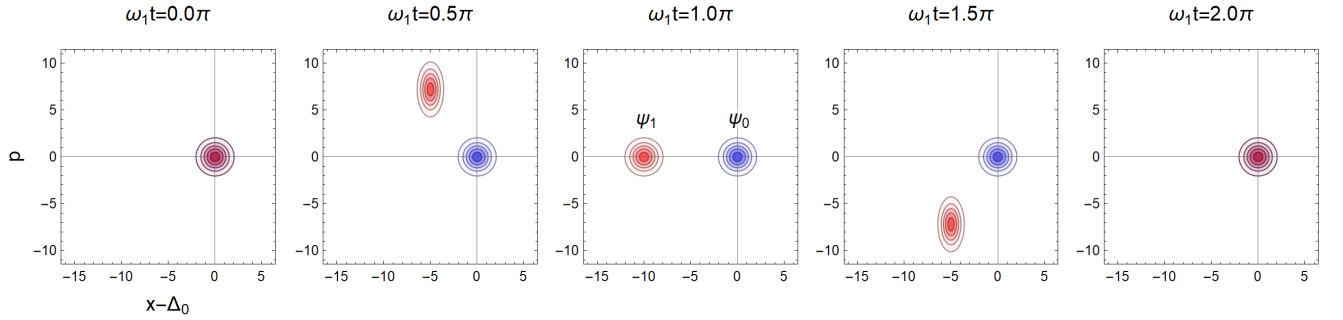 ω₁t=0.0π ω₁t=0.5π ω₁t=1.0π ω₁t=1.5π ω₁t=2.0π
10 10 10 10 10
5 5 5 5 5
ψ₁ ψ₀
p 0 0 0 0 0
-5 -5 -5 -5 -5
-10 -10 -10 -10 -10
-15 -10 -5 0 5 -15 -10 -5 0 5 -15 -10 -5 0 5 -15 -10 -5 0 5 -15 -10 -5 0 5
x-Δ₀